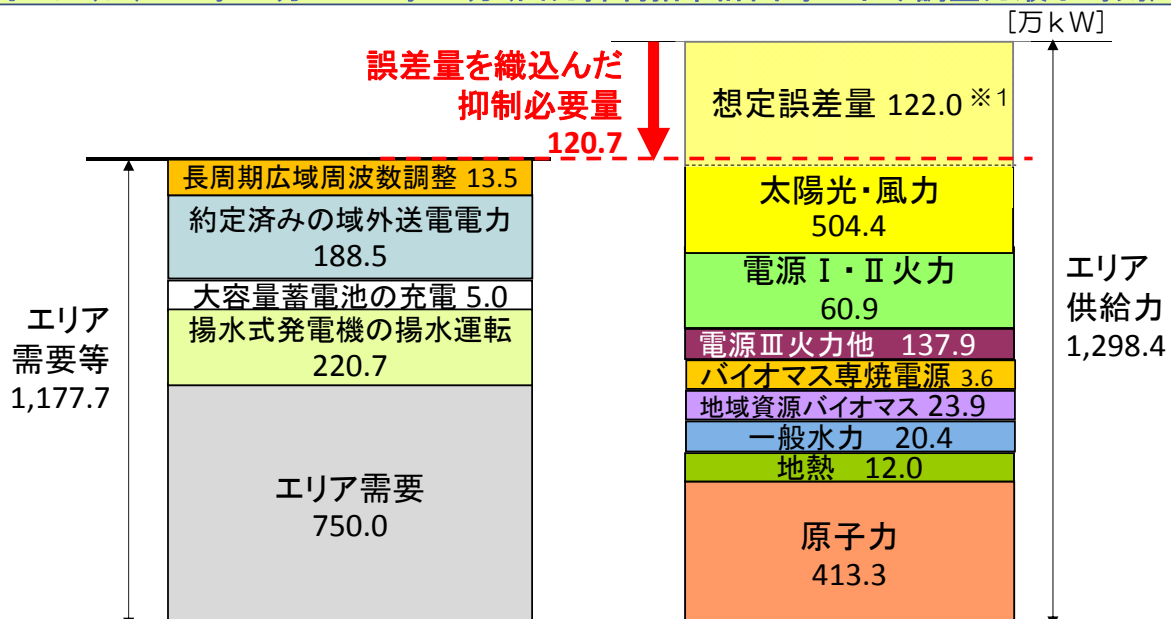 [万kW]
誤差量を織込んだ
抑制必要量
120.7
長周期広域周波数調整 13.5
約定済みの域外送電電力
188.5
大容量蓄電池の充電 5.0
揚水式発電機の揚水運転
220.7
エリア需要
750.0
エリア
需要等
1,177.7
想定誤差量 122.0 ※1
太陽光・風力
504.4
電源Ⅰ・Ⅱ火力
60.9
電源Ⅲ火力他 137.9
バイオマス専焼電源 3.6
地域資源バイオマス 23.9
一般水力 20.4
地熱 12.0
原子力
413.3
エリア
供給力
1,298.4